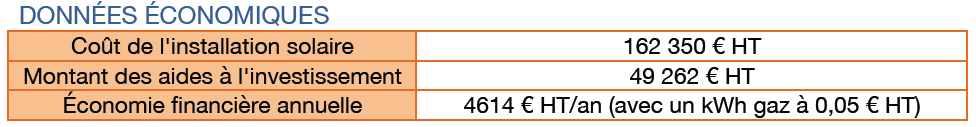 DONNÉES ÉCONOMIQUES
Coût de l'installation solaire 162 350 € HT
Montant des aides à l'investissement 49 262 € HT
Économie financière annuelle 4614 € HT/an (avec un kWh gaz à 0,05 € HT)